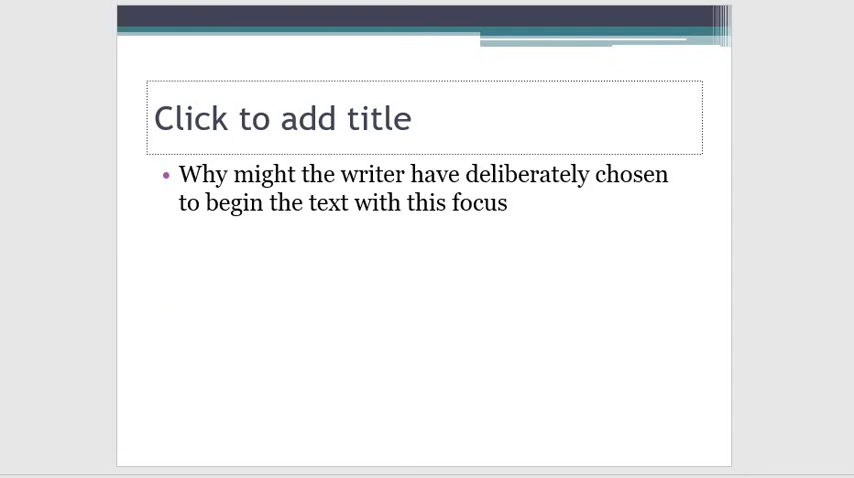 Click to add title
• Why might the writer have deliberately chosen
to begin the text with this focus